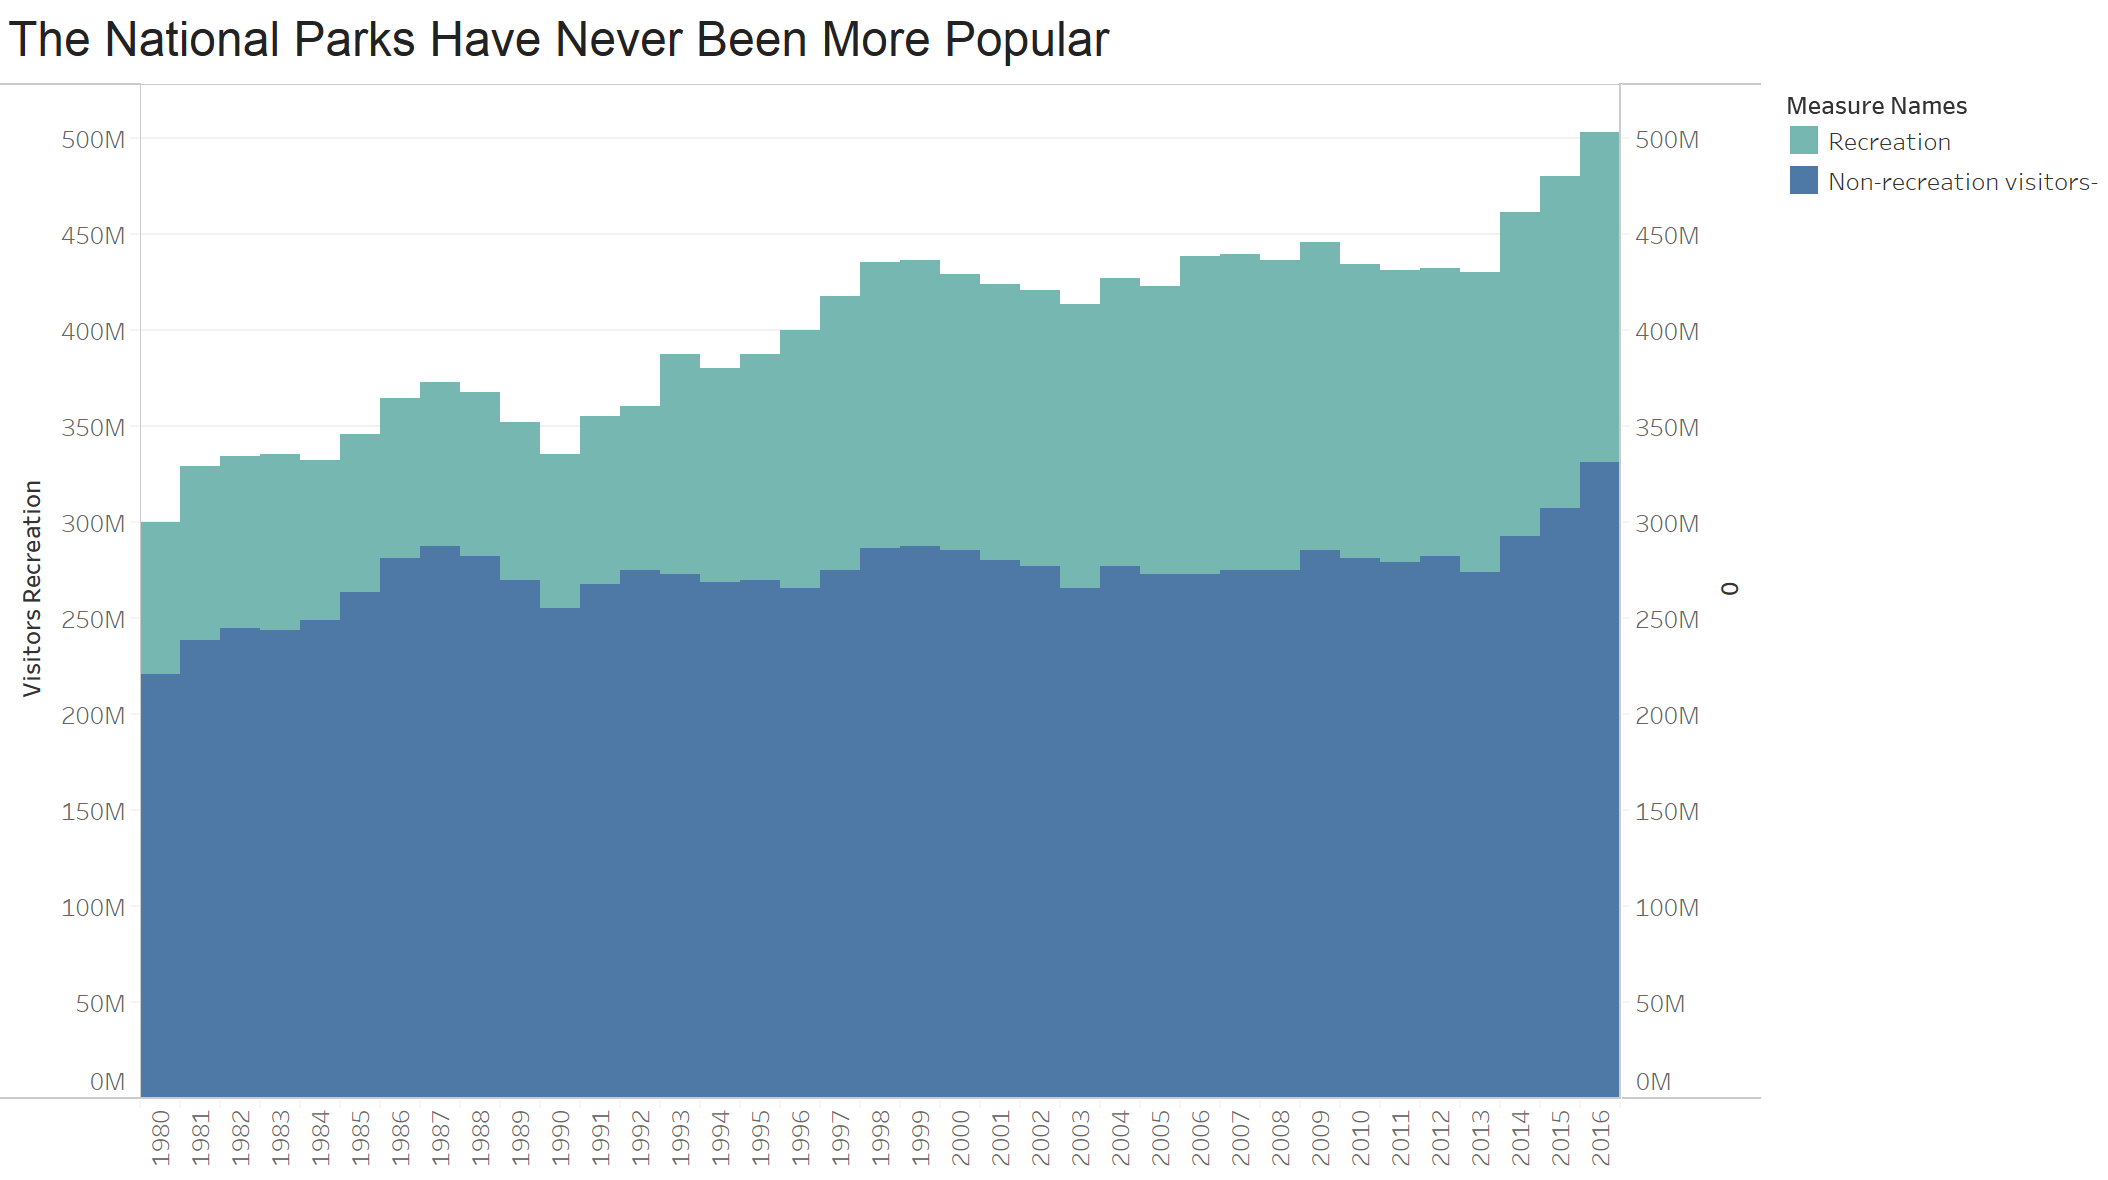 The National Parks Have Never Been More Popular
Visitors Recreation
500M
450M
400M
350M
300M
250M
200M
150M
100M
50M
0M
500M
450M
400M
350M
300M
250M
200M
150M
100M
50M
0M
0
1980 1981 1982 1983 1984 1985 1986 1987 1988 1989 1990 1991 1992 1993 1994 1995 1996 1997 1998 1999 2000 2001 2002 2003 2004 2005 2006 2007 2008 2009 2010 2011 2012 2013 2014 2015 2016
Measure Names
Recreation
Non-recreation visitors-